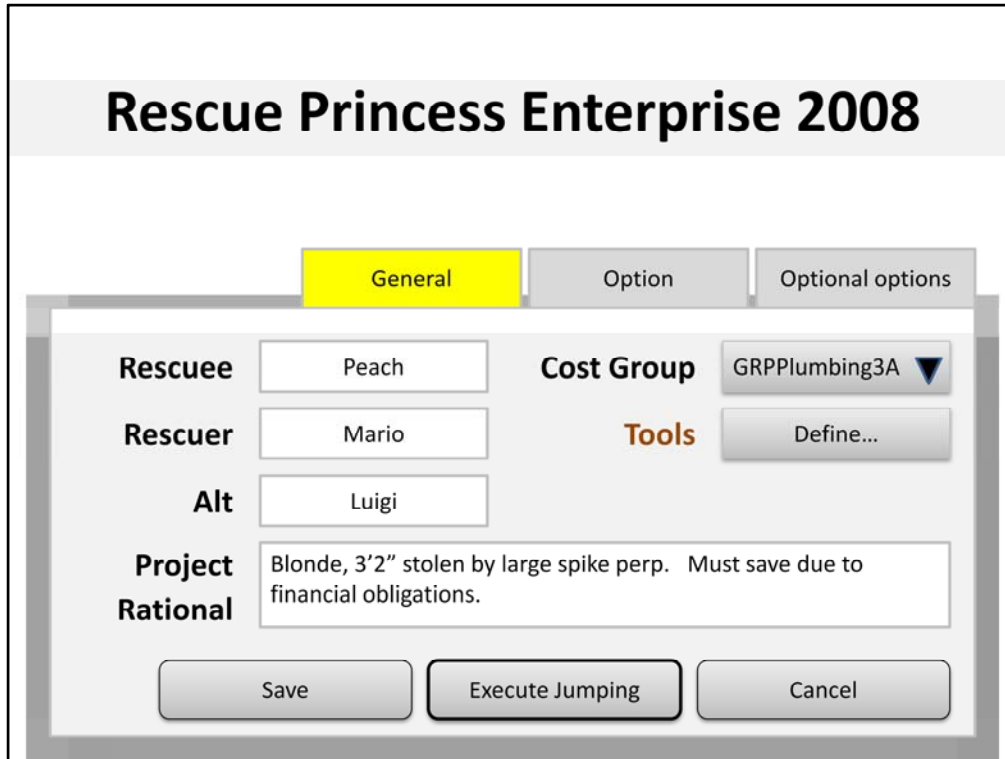 Rescue Princess Enterprise 2008
General
Option
Optional options
Rescuee
Peach
Cost Group
GRPPlumbing3A
Rescuer
Mario
Tools
Define...
Alt
Luigi
Project
Rational
Blonde, 3’2” stolen by large spike perp.   Must save due to
financial obligations.
Save
Execute Jumping
Cancel